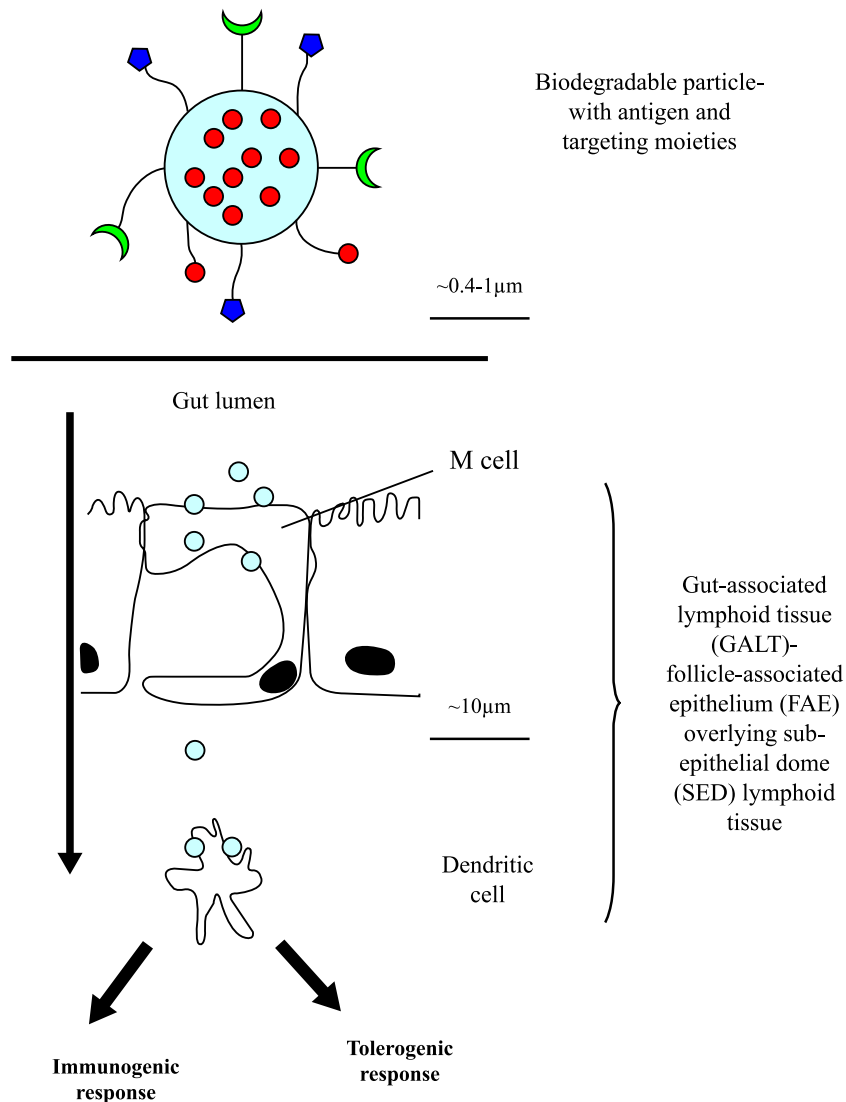 Biodegradable particle-
with antigen and
targeting moieties
~0.4-1µm
Gut lumen
M cell
Gut-associated
lymphoid tissue
(GALT)-
follicle-associated
epithelium (FAE)
overlying sub-
epithelial dome
(SED) lymphoid
tissue
~10µm
Dendritic
cell
Immunogenic
response
Tolerogenic
response